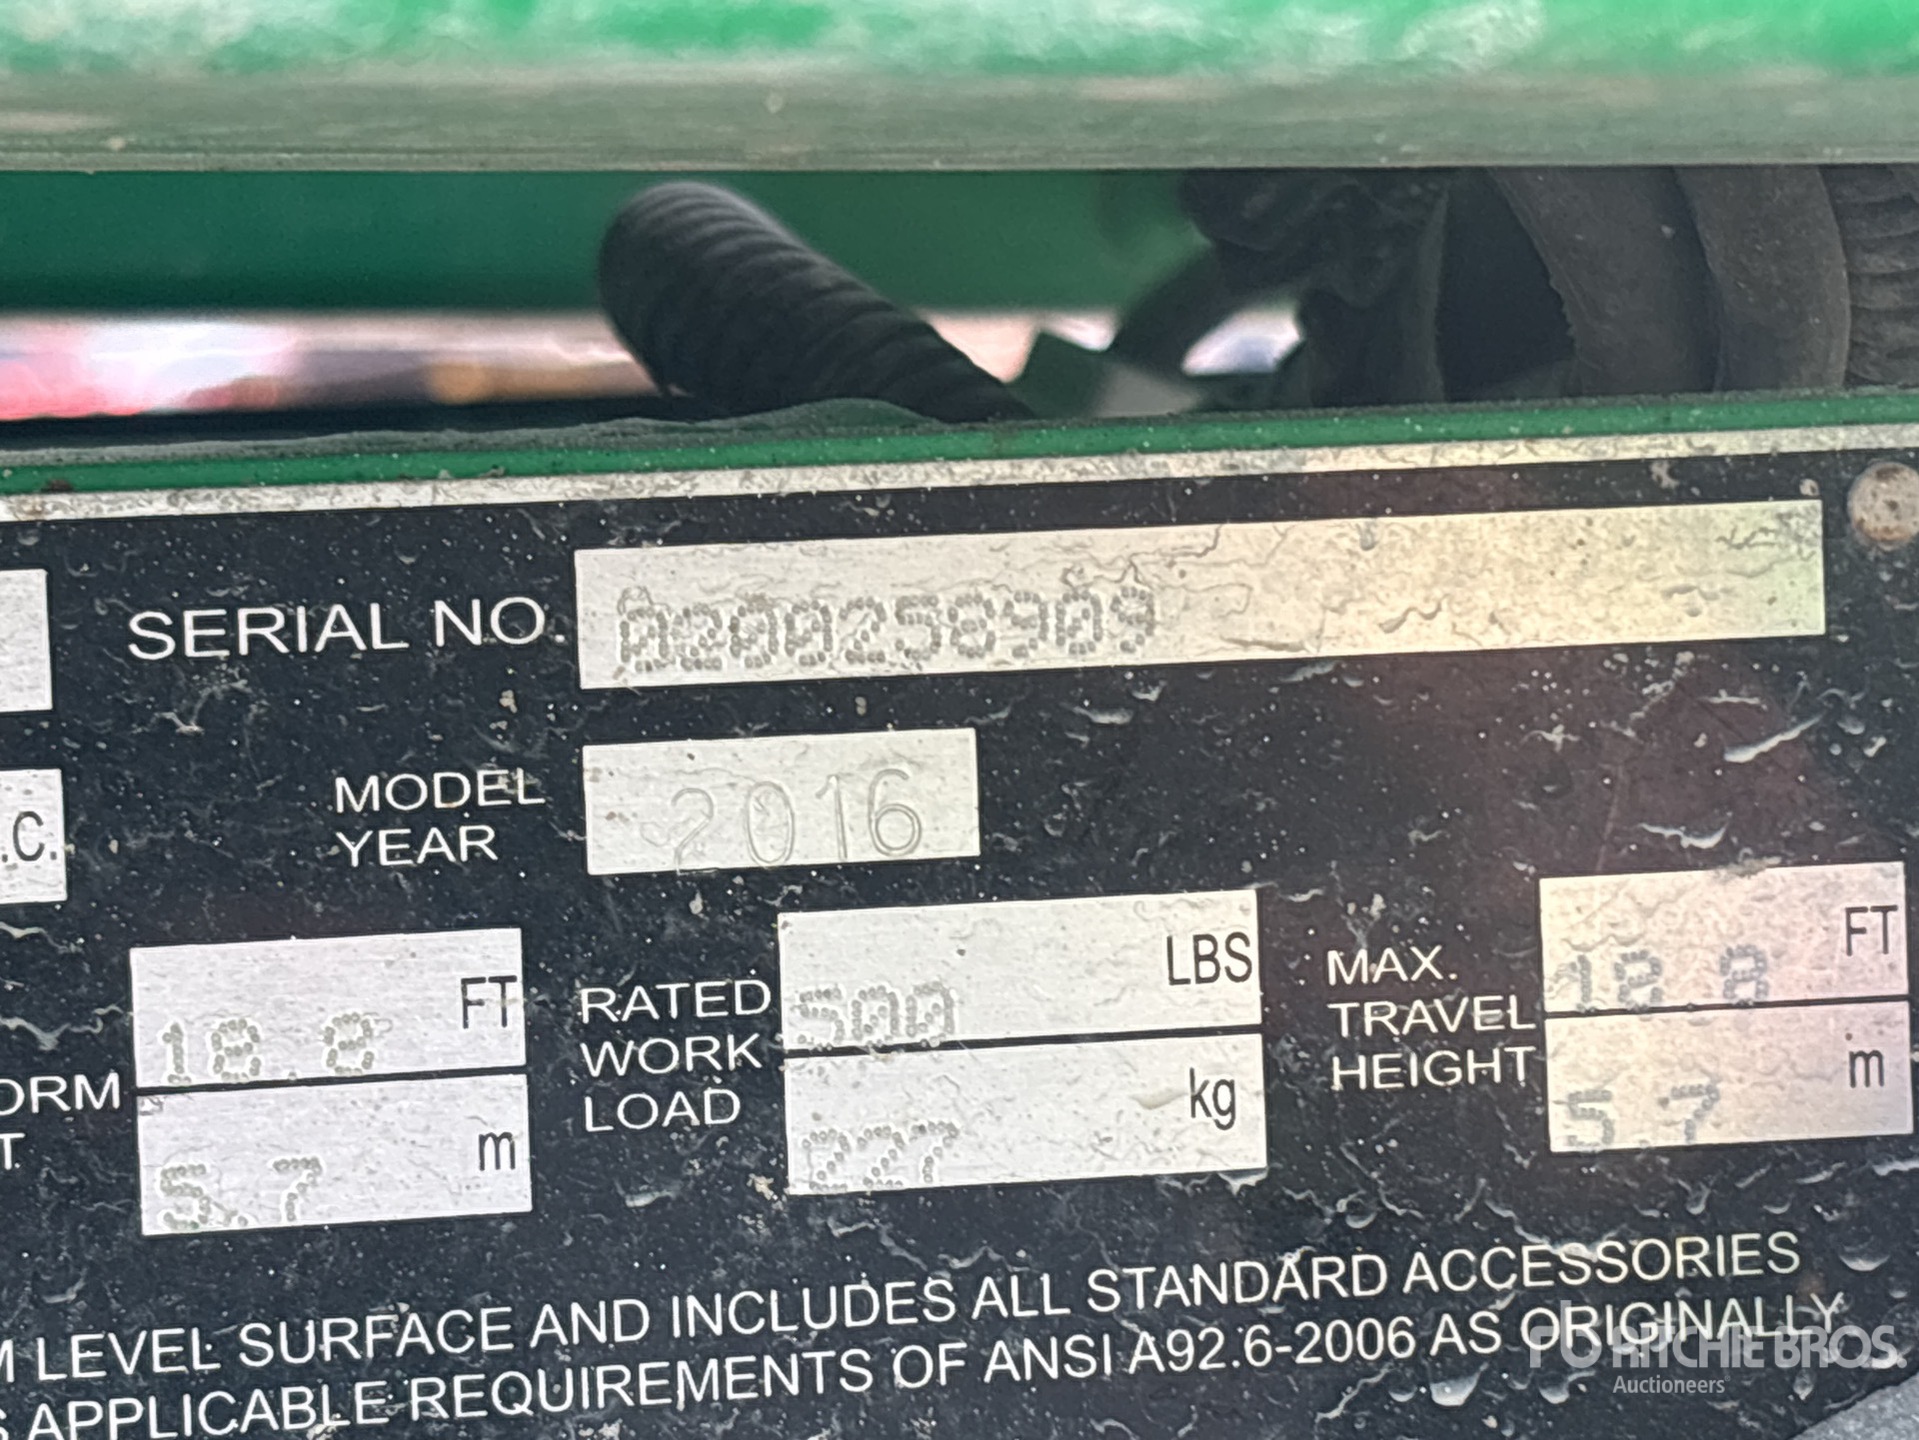 SERIAL NO.
.C.
MODEL
YEAR
2016
18.8 FT
ORM
T
5.7 m
RATED
WORK
LOAD
500 LBS
227 kg
MAX.
TRAVEL
HEIGHT
18.8 FT
5.7 m
M LEVEL SURFACE AND INCLUDES ALL STANDARD ACCESSORIES
S APPLICABLE REQUIREMENTS OF ANSI A92.6-2006 AS ORIGINALLY
RITCHIE BROS.
Auctioneers